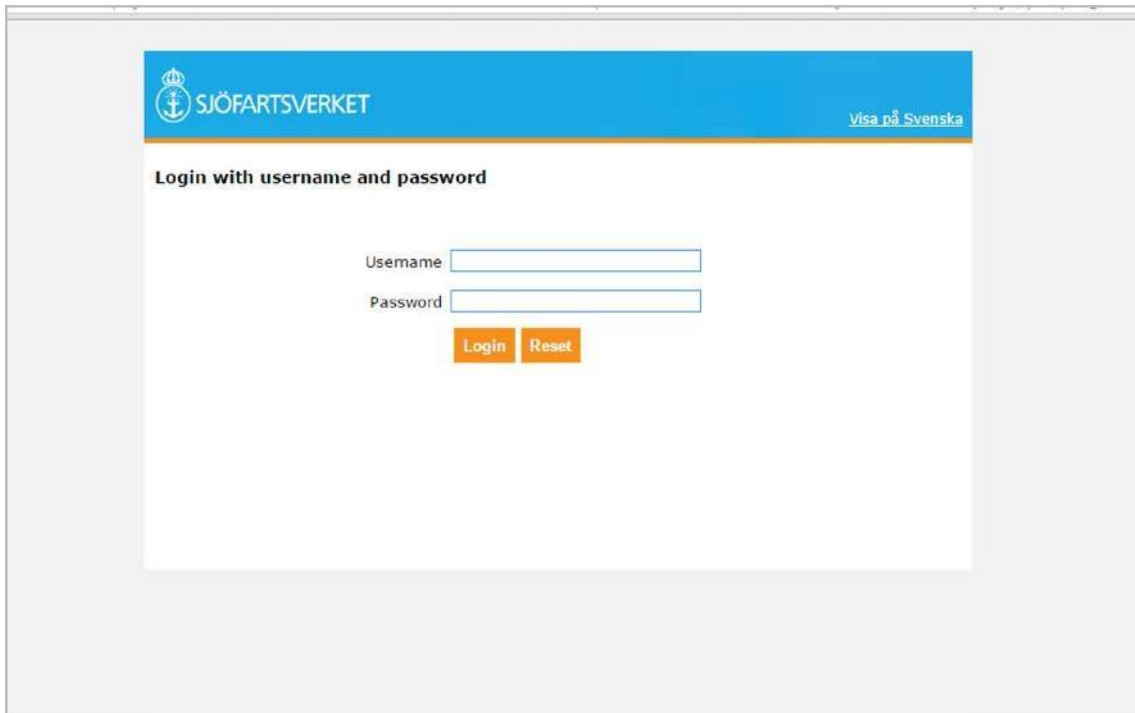 SJÖFARTSVERKET
Visa på Svenska
Login with username and password
Username
Password
Login Reset